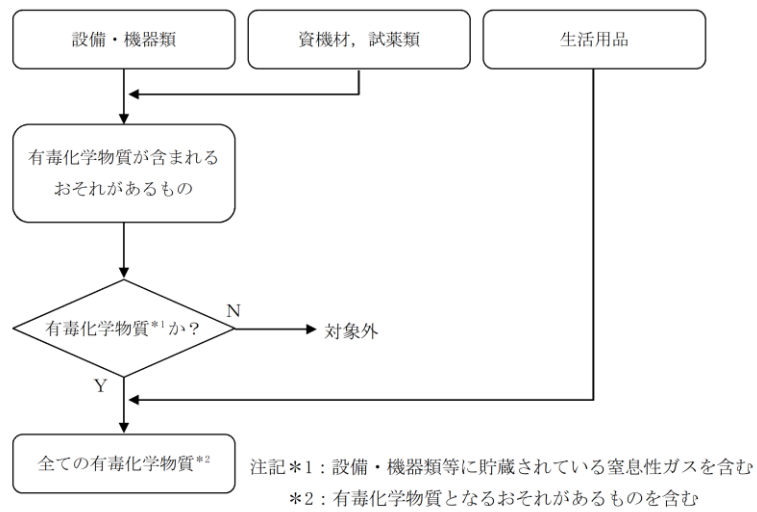 設備・機器類
資機材，試薬類
生活用品
有毒化学物質が含まれる
おそれがあるもの
有毒化学物質*1か？
N
対象外
Y
全ての有毒化学物質*2
注記＊1：設備・機器類等に貯蔵されている窒息性ガスを含む
＊2：有毒化学物質となるおそれがあるものを含む